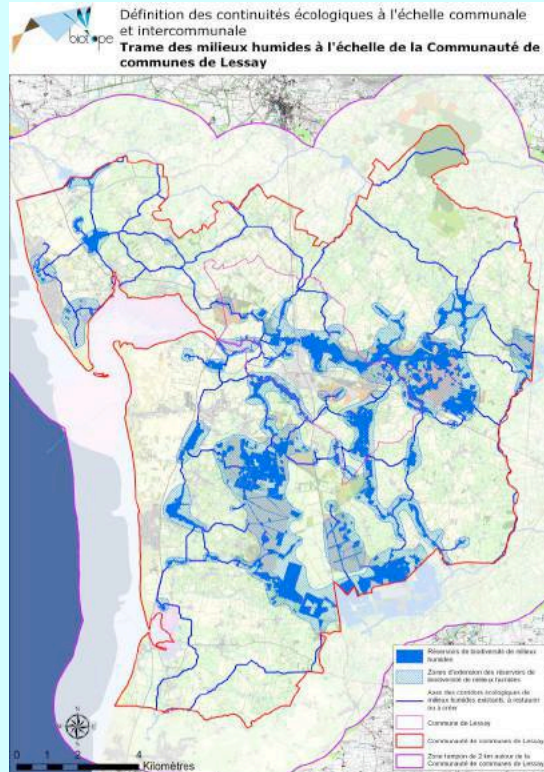 biotope
Définition des continuités écologiques à l'échelle communale
et intercommunale
Trame des milieux humides à l'échelle de la Communauté de
communes de Lessay
Réservoirs de biodiversité de milieux
humides
Zones d'extension des réservoirs de
biodiversité de milieux humides
Axes des corridors écologiques de
milieux humides existants, à restaurer
ou à créer
Commune de Lessay
Communauté de communes de Lessay
Zone tampon de 2 km autour de la
Communauté de communes de Lessay
N
0 1 2 4
Kilomètres